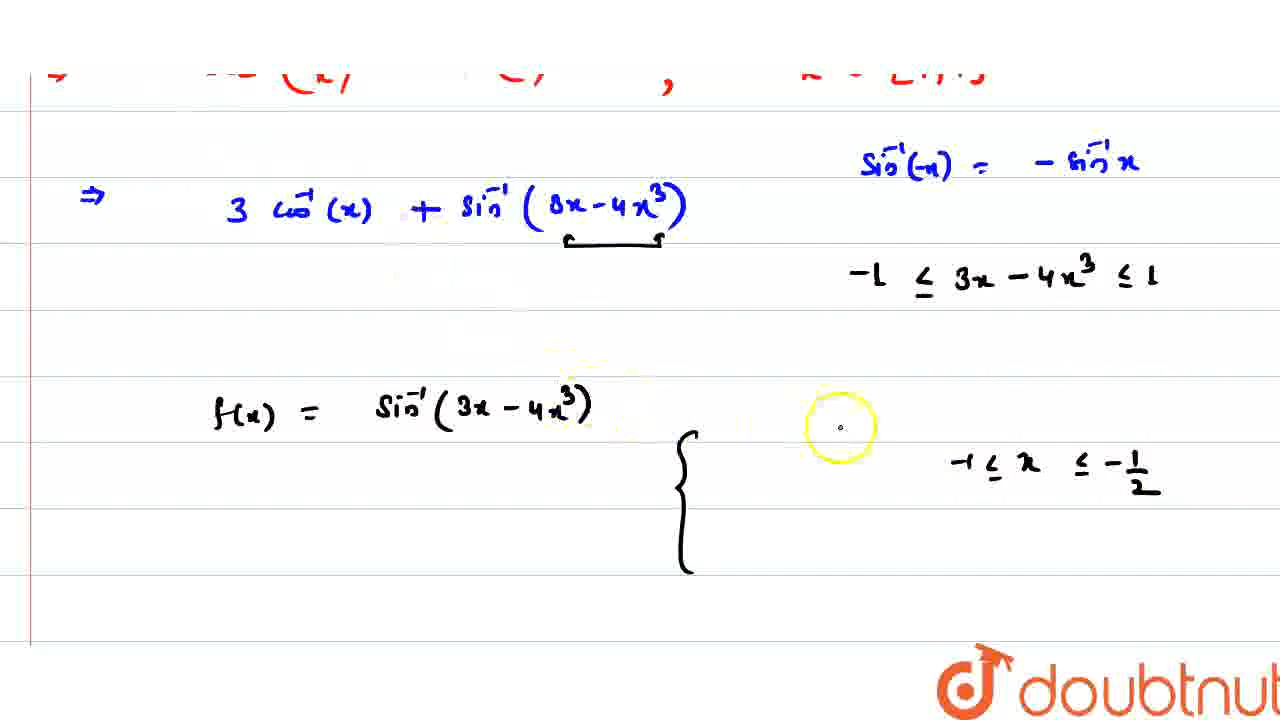 sin⁻¹(-x) = - sin⁻¹x
⇒ 3 cos⁻¹(x) + sin⁻¹(3x-4x³)
-1 ≤ 3x - 4x³ ≤ 1
f(x) = sin⁻¹(3x-4x³)
{ -1 ≤ x ≤ -1/2
doubtnut